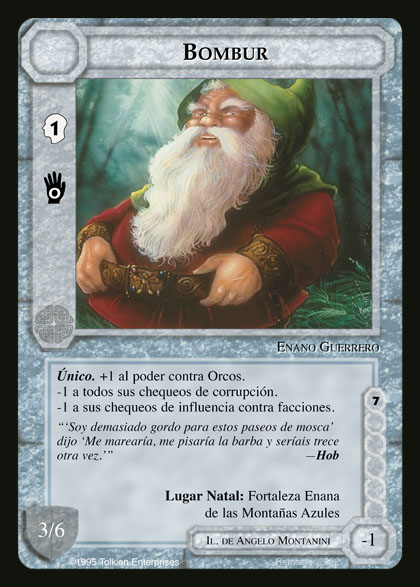 BOMBUR
1
0
ENANO GUERRERO
Único. +1 al poder contra Orcos.
-1 a todos sus chequeos de corrupción.
-1 a sus chequeos de influencia contra facciones.
“‘Soy demasiado gordo para estos paseos de mosca’
dijo ‘Me marearía, me pisaría la barba y seríais trece
otra vez.’” –Hob
7
Lugar Natal: Fortaleza Enana
de las Montañas Azules
3/6
-1
IL. DE ANGELO MONTANINI
©1995 Tolkien Enterprises